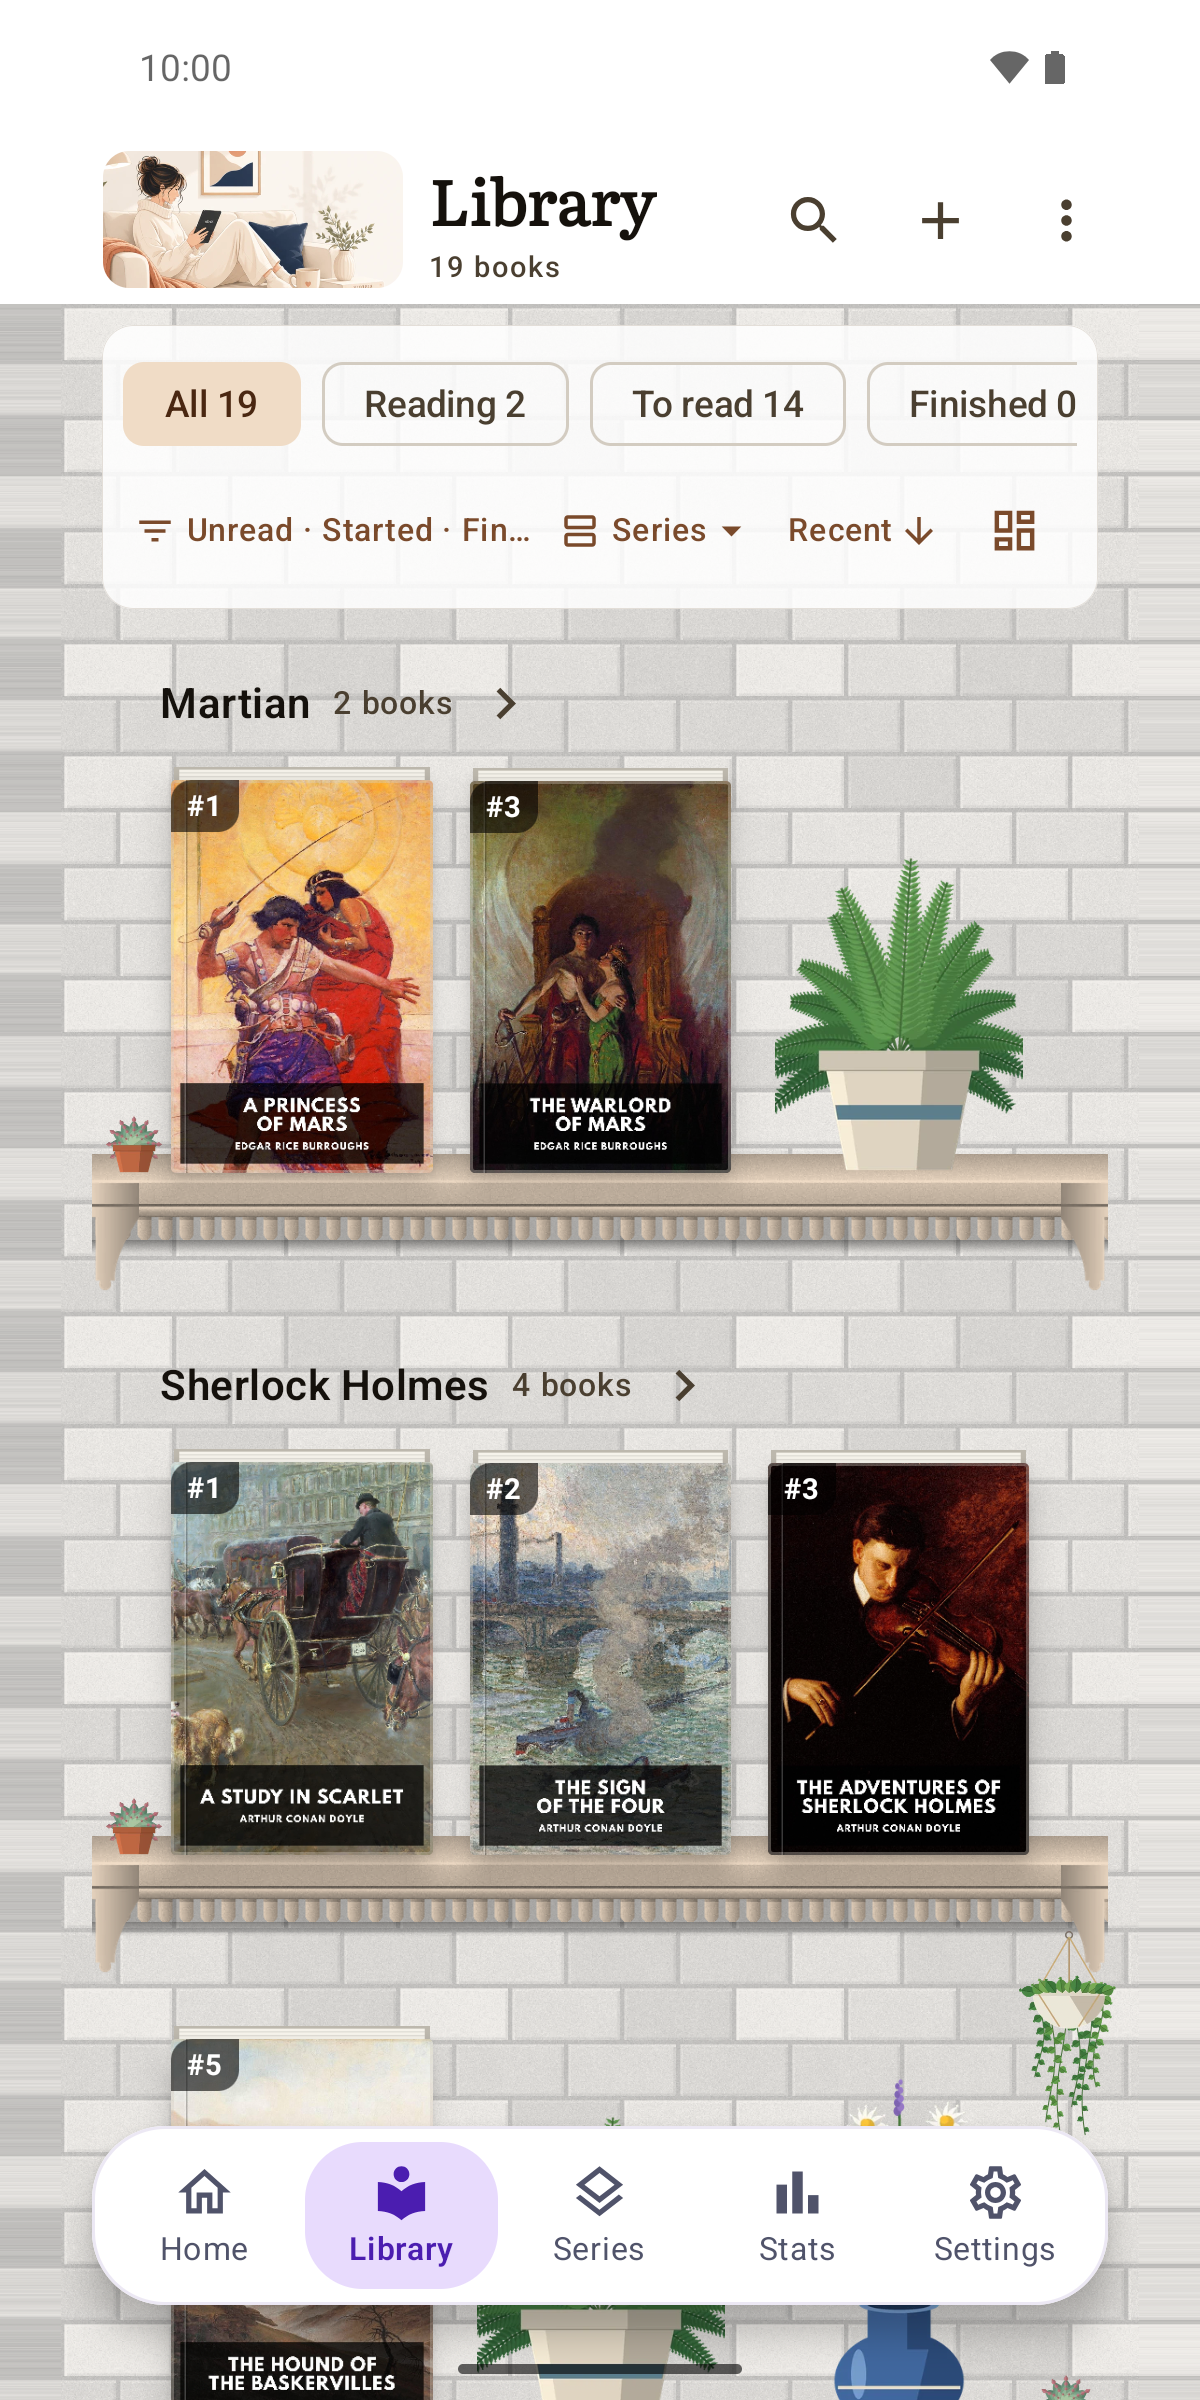 10:00
Library
19 books
All 19
Reading 2
To read 14
Finished 0
Unread · Started · Fin…
Series
Recent
Martian 2 books
#1
#3
A PRINCESS
OF MARS
EDGAR RICE BURROUGHS
THE WARLORD
OF MARS
EDGAR RICE BURROUGHS
Sherlock Holmes 4 books
#1
#2
#3
A STUDY IN SCARLET
ARTHUR CONAN DOYLE
THE SIGN
OF THE FOUR
ARTHUR CONAN DOYLE
THE ADVENTURES OF
SHERLOCK HOLMES
ARTHUR CONAN DOYLE
#5
Home
Library
Series
Stats
Settings
THE HOUND OF
THE BASKERVILLES